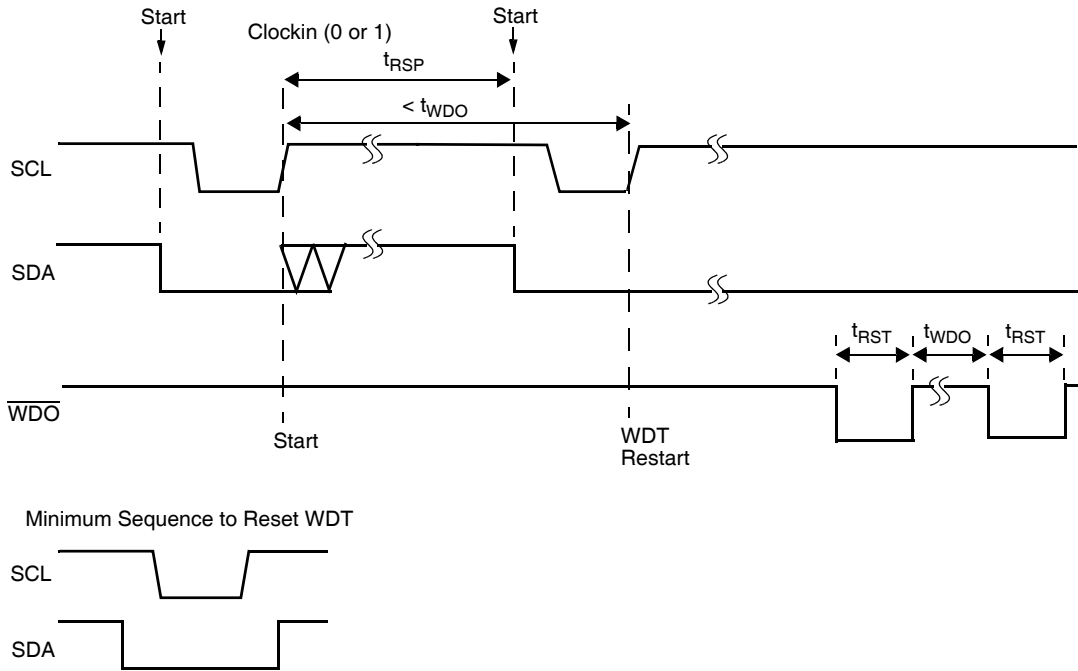 Start
Start
Clockin (0 or 1)
tRSP
< tWDO
SCL
SDA
tRST
tWDO
tRST
WDO
Start
WDT
Restart
Minimum Sequence to Reset WDT
SCL
SDA